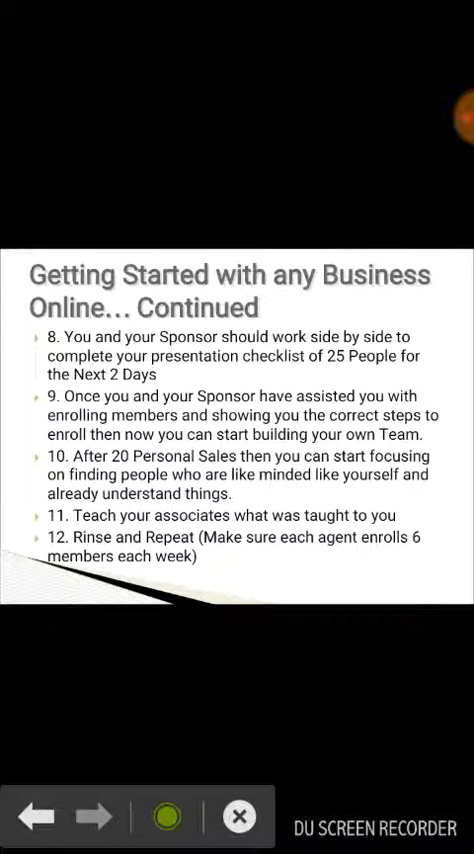 Getting Started with any Business
Online... Continued
8. You and your Sponsor should work side by side to
complete your presentation checklist of 25 People for
the Next 2 Days
9. Once you and your Sponsor have assisted you with
enrolling members and showing you the correct steps to
enroll then now you can start building your own Team.
10. After 20 Personal Sales then you can start focusing
on finding people who are like minded like yourself and
already understand things.
11. Teach your associates what was taught to you
12. Rinse and Repeat (Make sure each agent enrolls 6
members each week)
DU SCREEN RECORDER